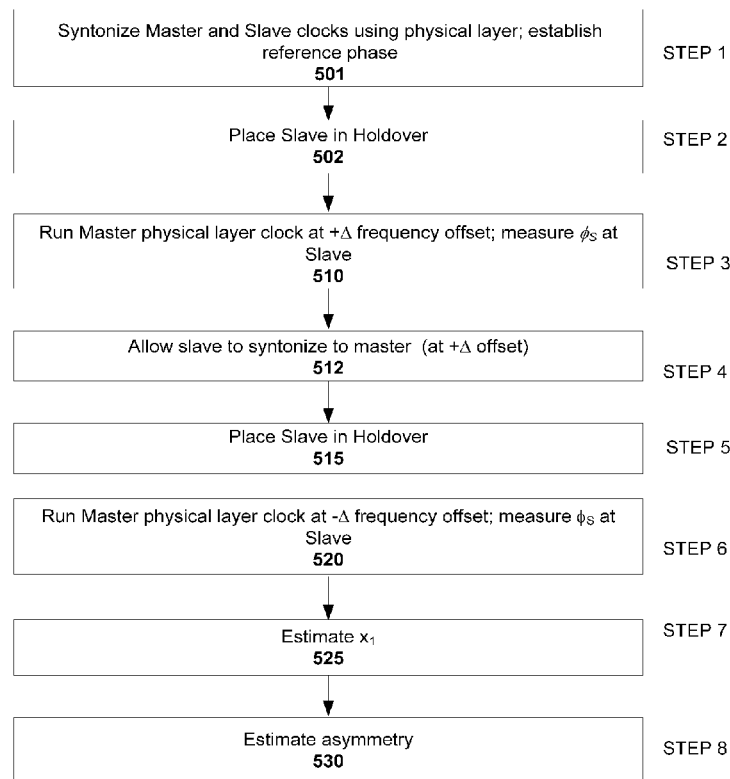 Syntonize Master and Slave clocks using physical layer; establish
reference phase
501
STEP 1
Place Slave in Holdover
502
STEP 2
Run Master physical layer clock at +Δ frequency offset; measure ϕS at
Slave
510
STEP 3
Allow slave to syntonize to master (at +Δ offset)
512
STEP 4
Place Slave in Holdover
515
STEP 5
Run Master physical layer clock at -Δ frequency offset; measure ϕS at
Slave
520
STEP 6
Estimate x1
525
STEP 7
Estimate asymmetry
530
STEP 8